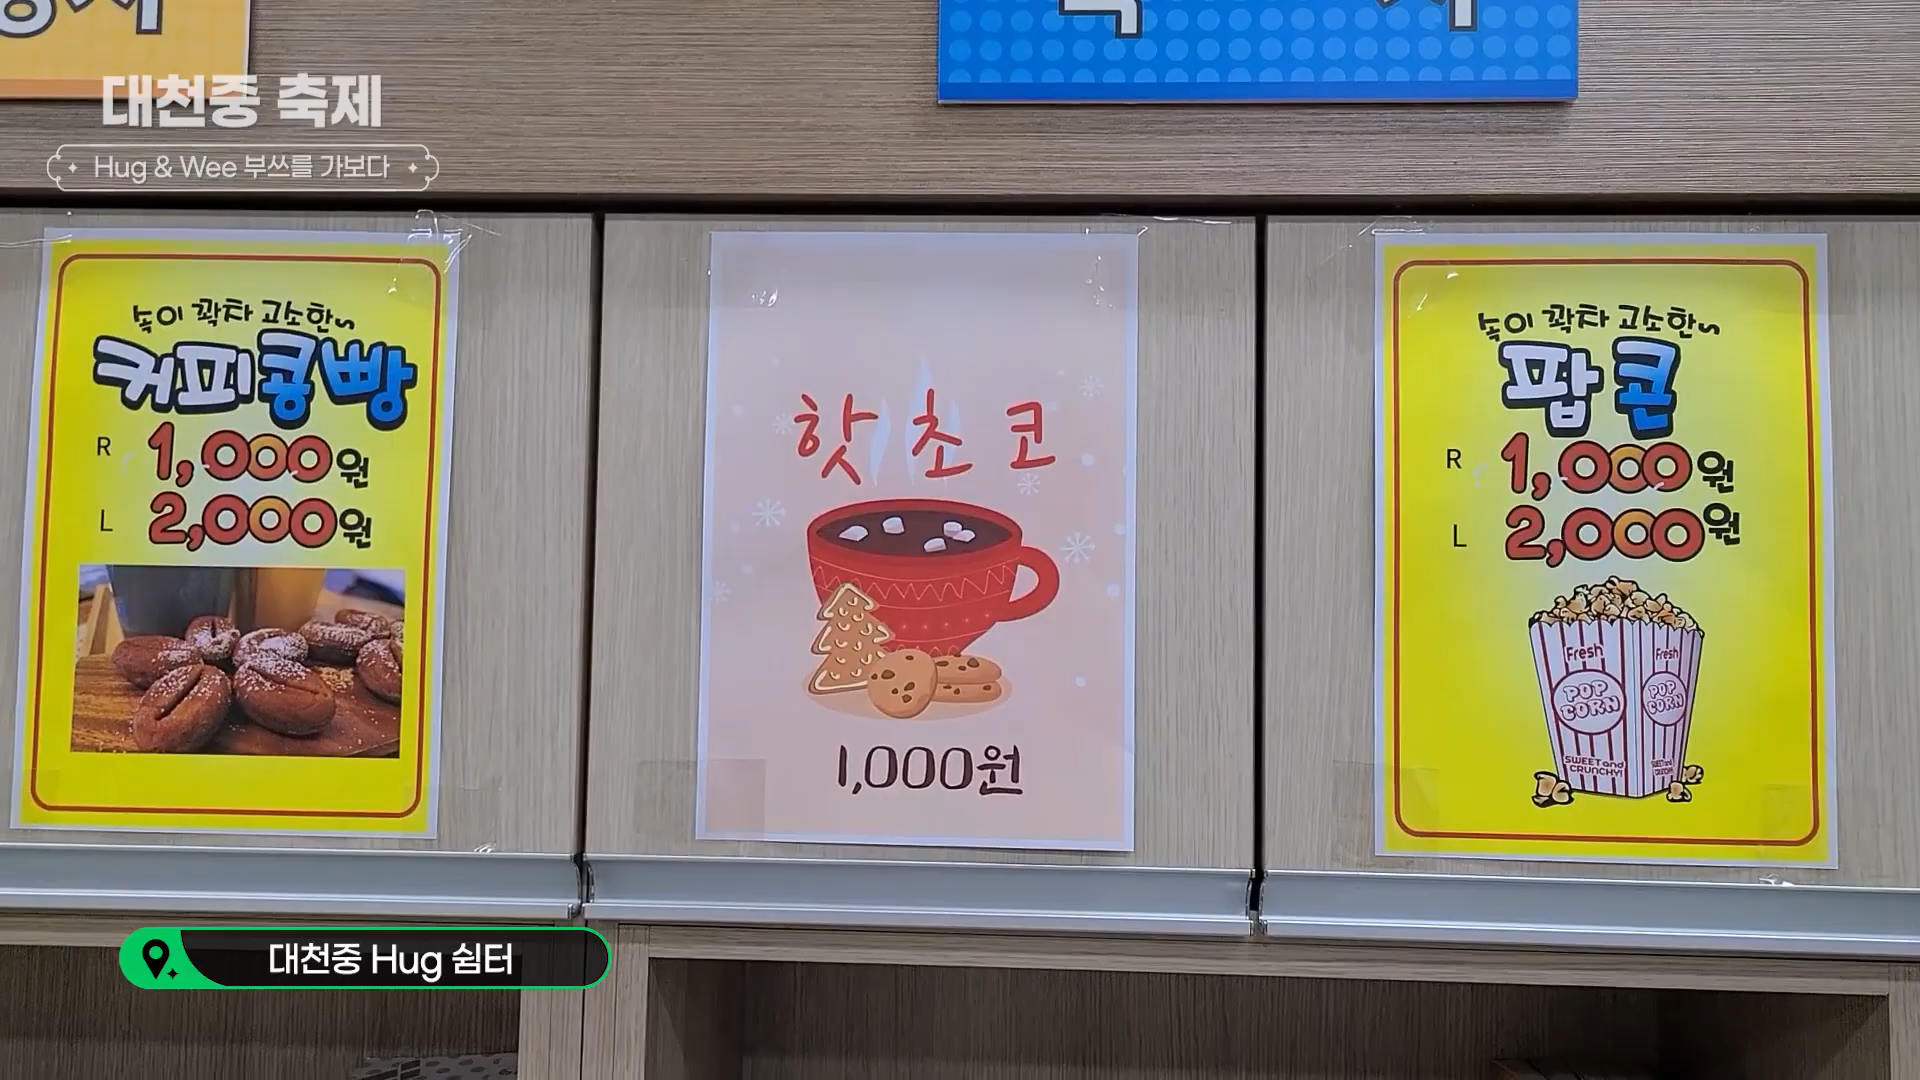 대천중 축제
Hug & Wee 부쓰를 가보다
속이 꽉차 고소한~
커피콩빵
R 1,000원
L 2,000원
핫초코
1,000원
속이 꽉차 고소한~
팝콘
R 1,000원
L 2,000원
Fresh
Fresh
POP CORN
POP CORN
SWEET and CRUNCHY!
SWEET and CRUNCHY!
대천중 Hug 쉼터